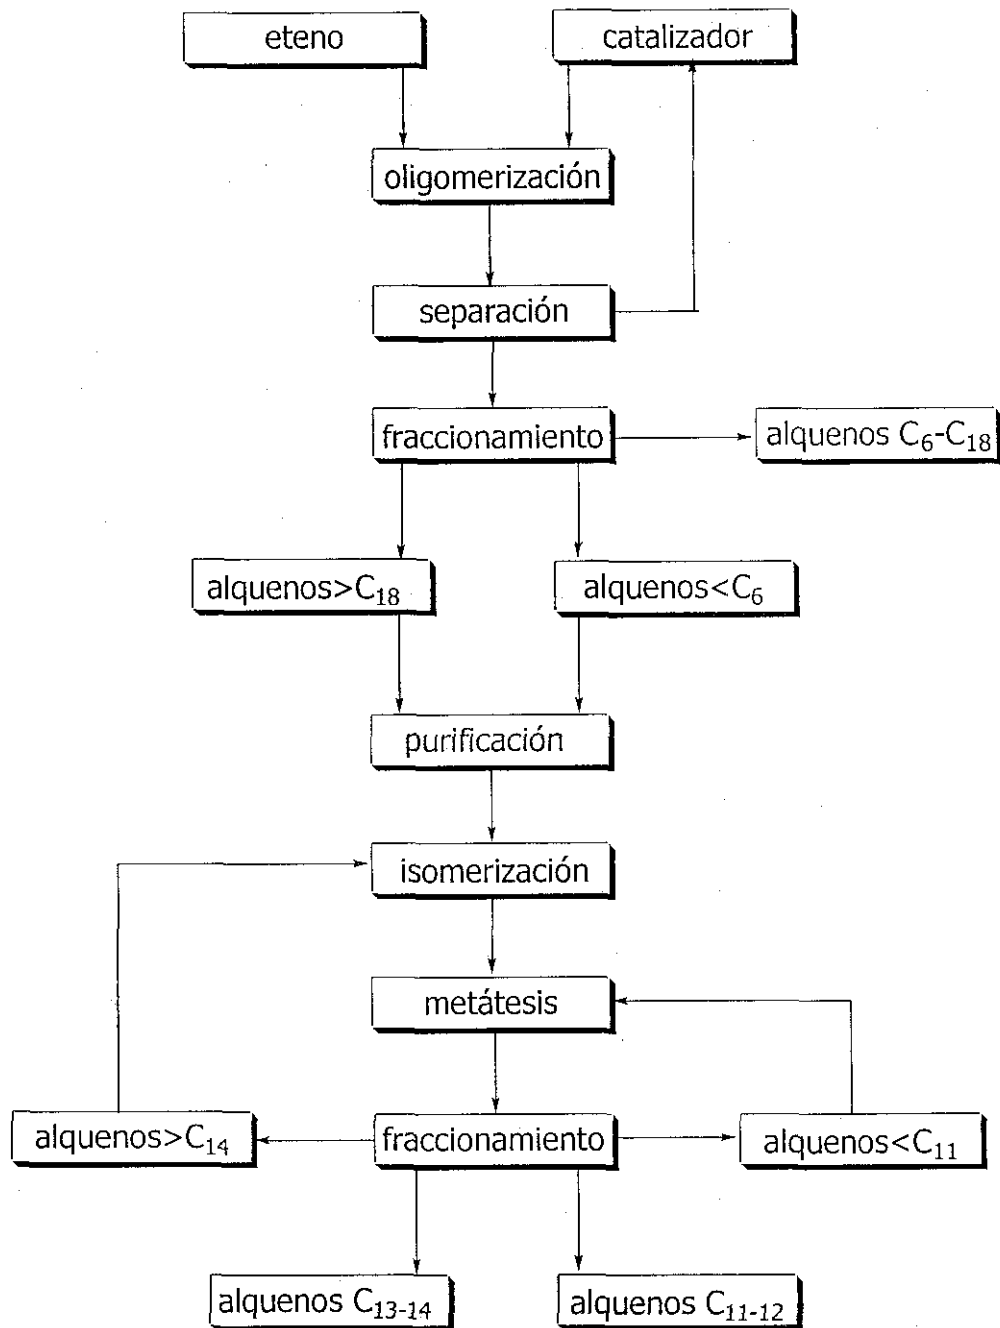 eteno
catalizador
oligomerización
separación
fraccionamiento
alquenos C₆-C₁₈
alquenos>C₁₈
alquenos<C₆
purificación
isomerización
metátesis
alquenos>C₁₄
fraccionamiento
alquenos<C₁₁
alquenos C₁₃₋₁₄
alquenos C₁₁₋₁₂